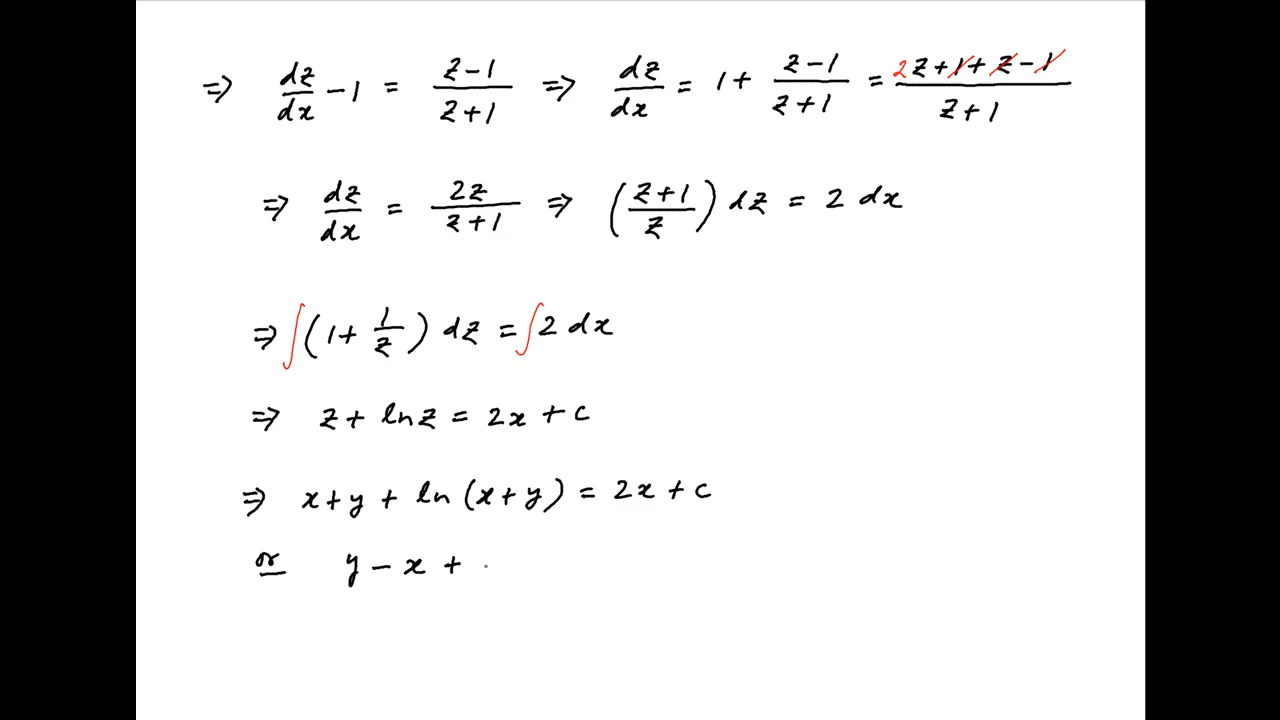 ⇒ dz/dx − 1 = (z−1)/(z+1) ⇒ dz/dx = 1 + (z−1)/(z+1) = (2z+1+z−1)/(z+1)
⇒ dz/dx = 2z/(z+1) ⇒ ((z+1)/z) dz = 2 dx
⇒ ∫(1 + 1/z) dz = ∫2 dx
⇒ z + ln z = 2x + c
⇒ x+y + ln(x+y) = 2x + c
or y − x +